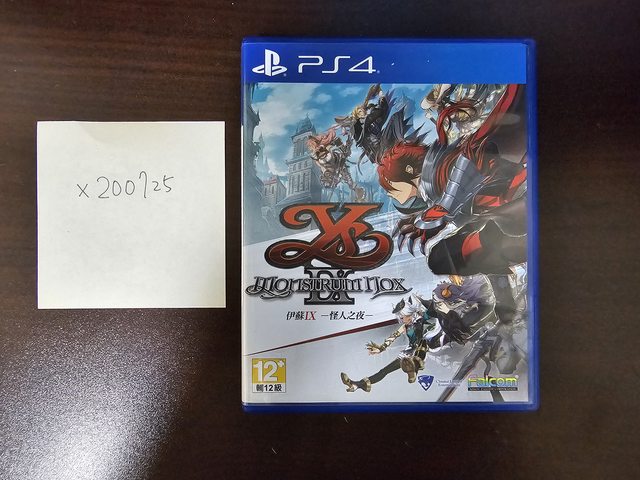 x200725
PS4
Ys
IX
MONSTRUM NOX
伊蘇IX －怪人之夜－
12+
輔12級
Falcom